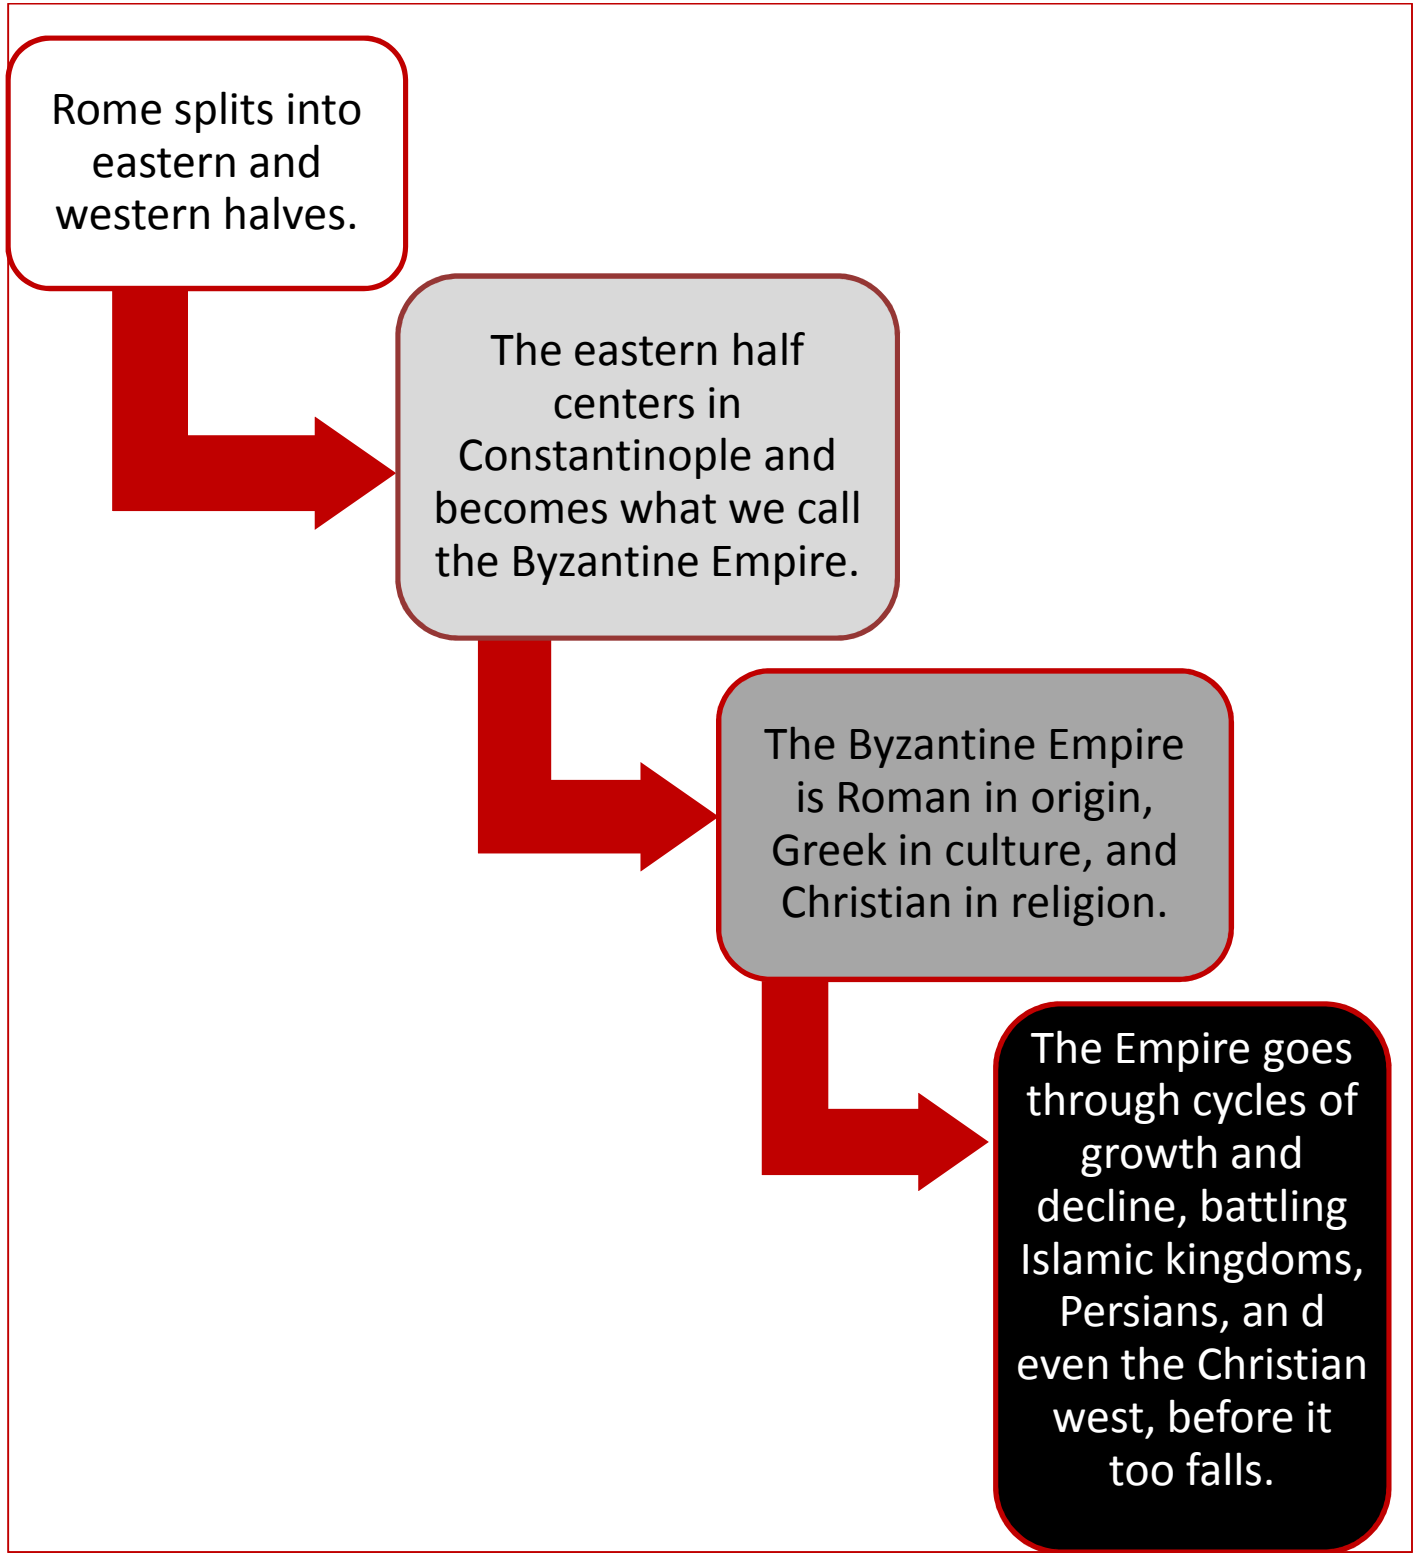 Rome splits into
eastern and
western halves.
The eastern half
centers in
Constantinople and
becomes what we call
the Byzantine Empire.
The Byzantine Empire
is Roman in origin,
Greek in culture, and
Christian in religion.
The Empire goes
through cycles of
growth and
decline, battling
Islamic kingdoms,
Persians, an d
even the Christian
west, before it
too falls.